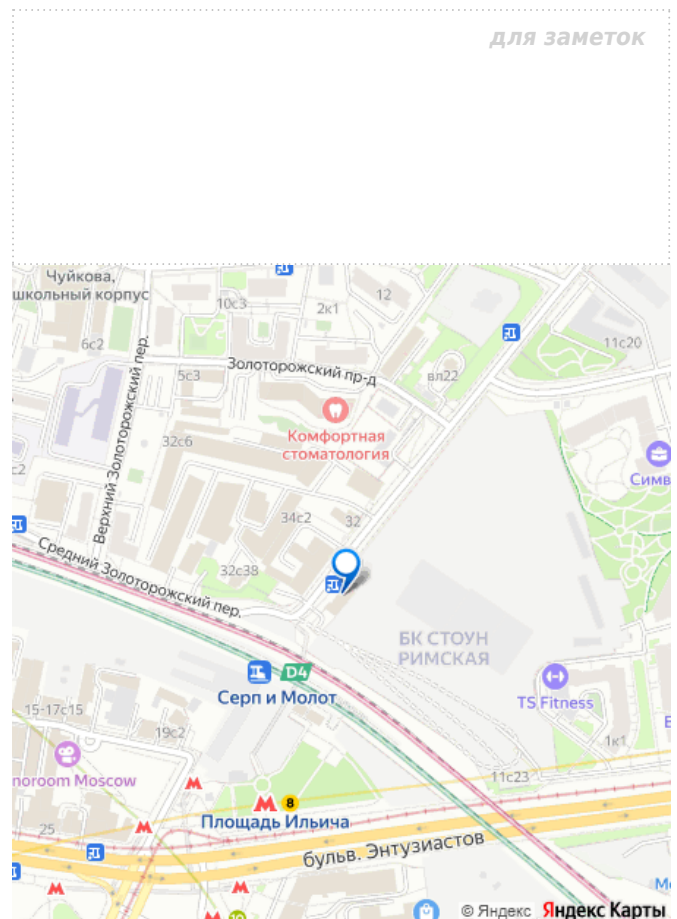 для заметок
Чуйкова,
школьный корпус
10с3
2к1
12
6с2
Золоторожский пр-д
5с3
вл22
11с20
Верхний Золоторожский пер.
Комфортная
стоматология
32с6
с2
Симв
34с2
32
Средний Золоторожский пер.
32с38
БК СТОУН
РИМСКАЯ
D4
Серп и Молот
TS Fitness
15-17с15
19с2
1к1
noroom Moscow
11с23
8
Площадь Ильича
25
бульв. Энтузиастов
10
© Яндекс Яндекс Карты